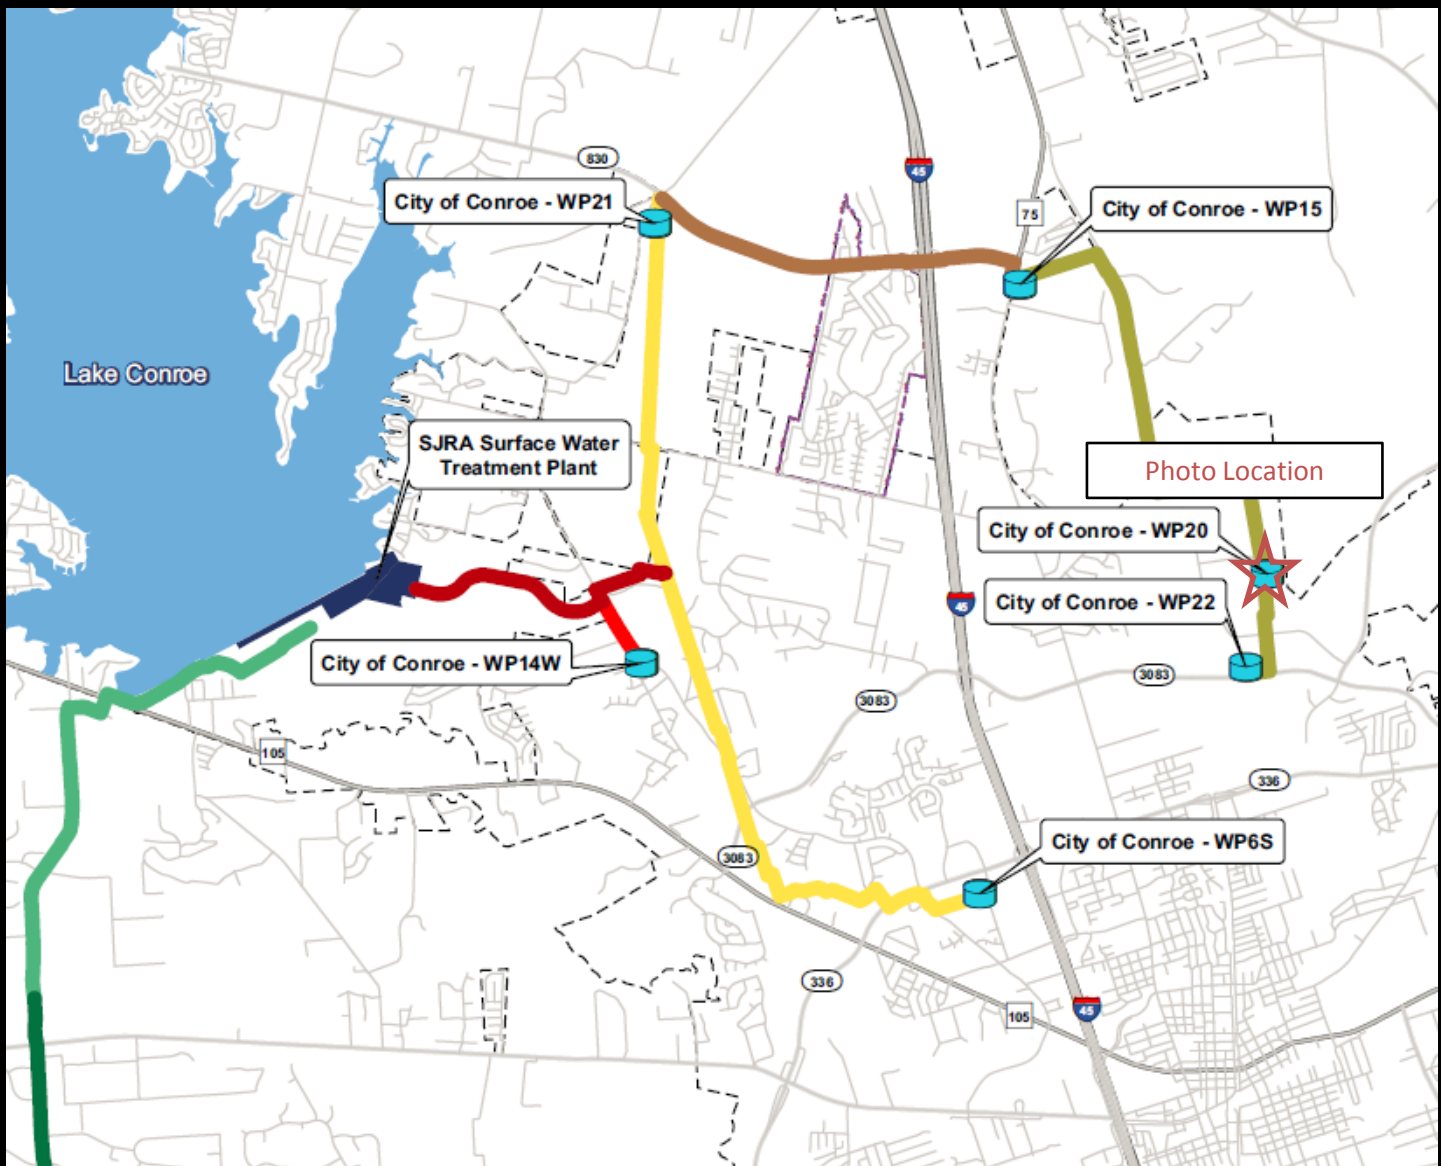 830
City of Conroe - WP21
45
City of Conroe - WP15
75
Lake Conroe
SJRA Surface Water
Treatment Plant
Photo Location
City of Conroe - WP20
City of Conroe - WP22
45
City of Conroe - WP14W
3083
3083
105
336
City of Conroe - WP6S
3083
336
105
45